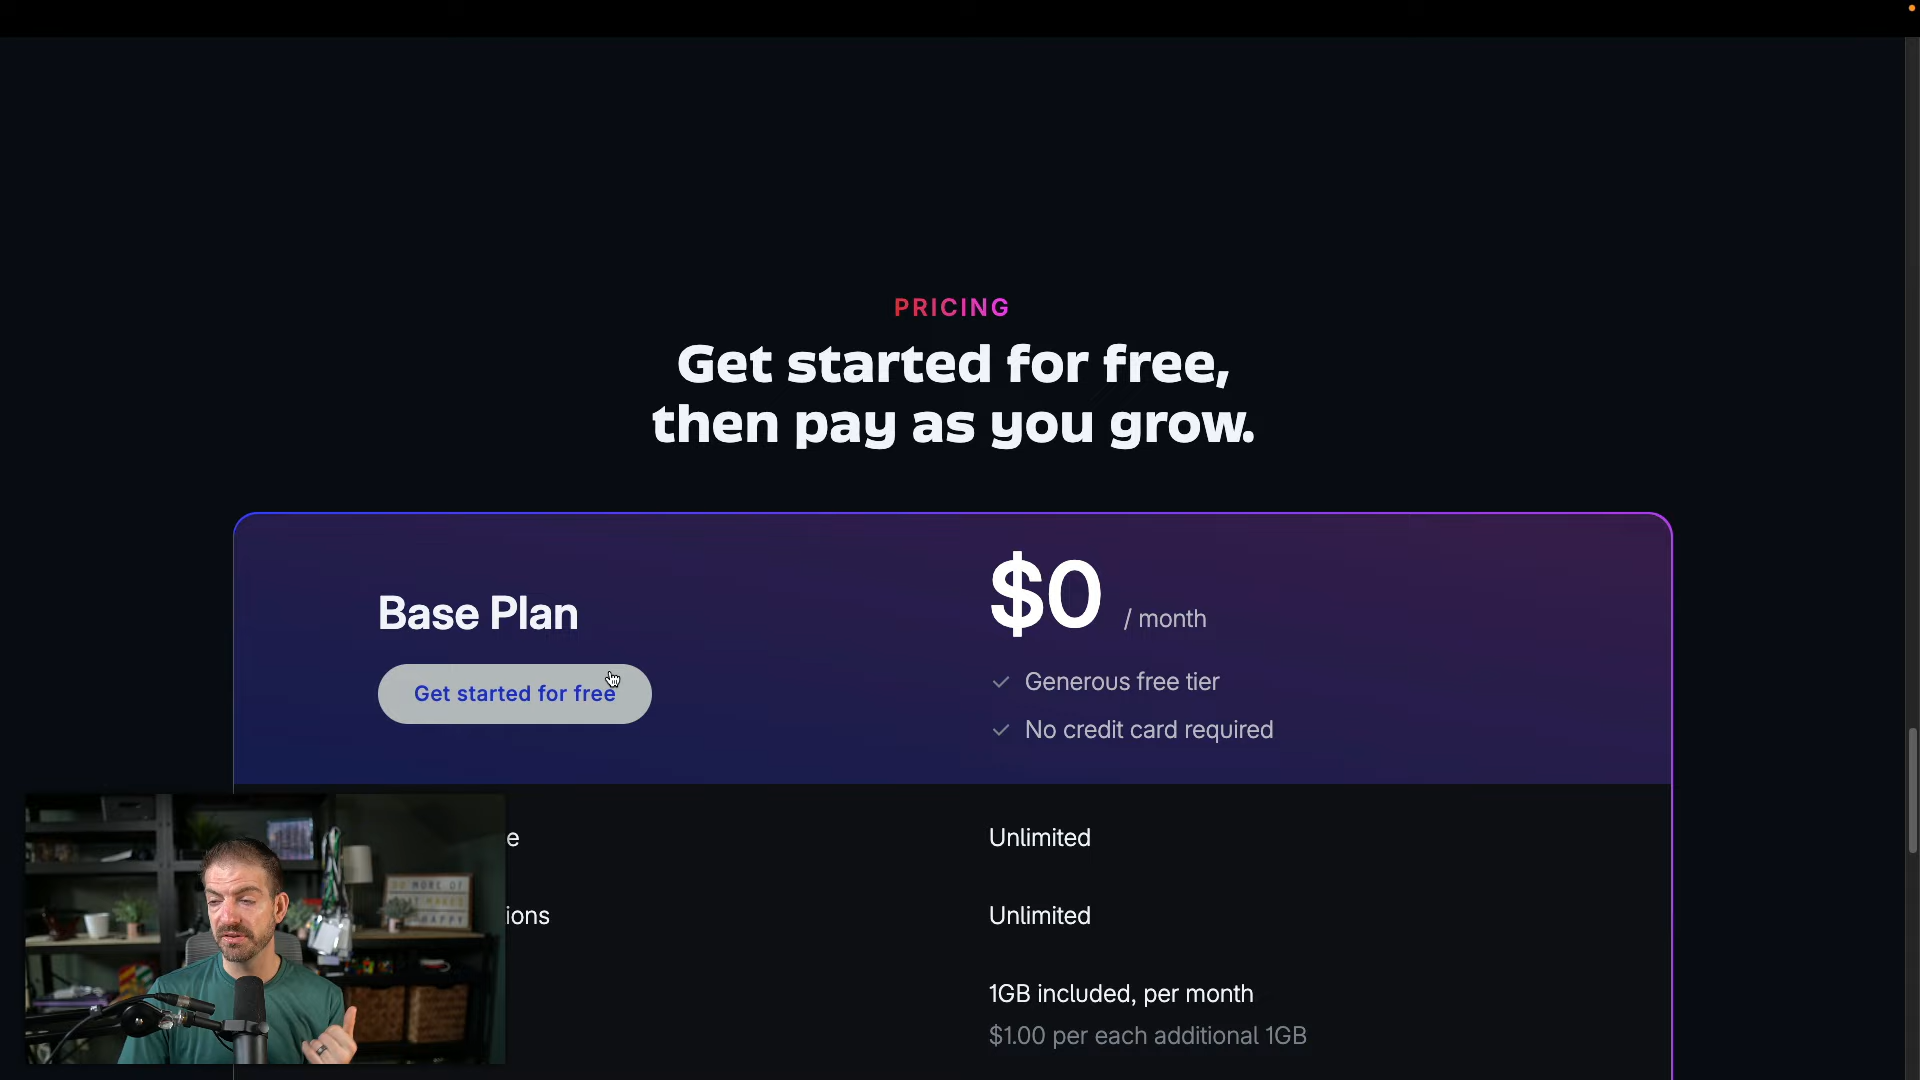 PRICING
Get started for free,
then pay as you grow.
Base Plan
$0 / month
Get started for free
Generous free tier
No credit card required
e
Unlimited
ions
Unlimited
1GB included, per month
$1.00 per each additional 1GB